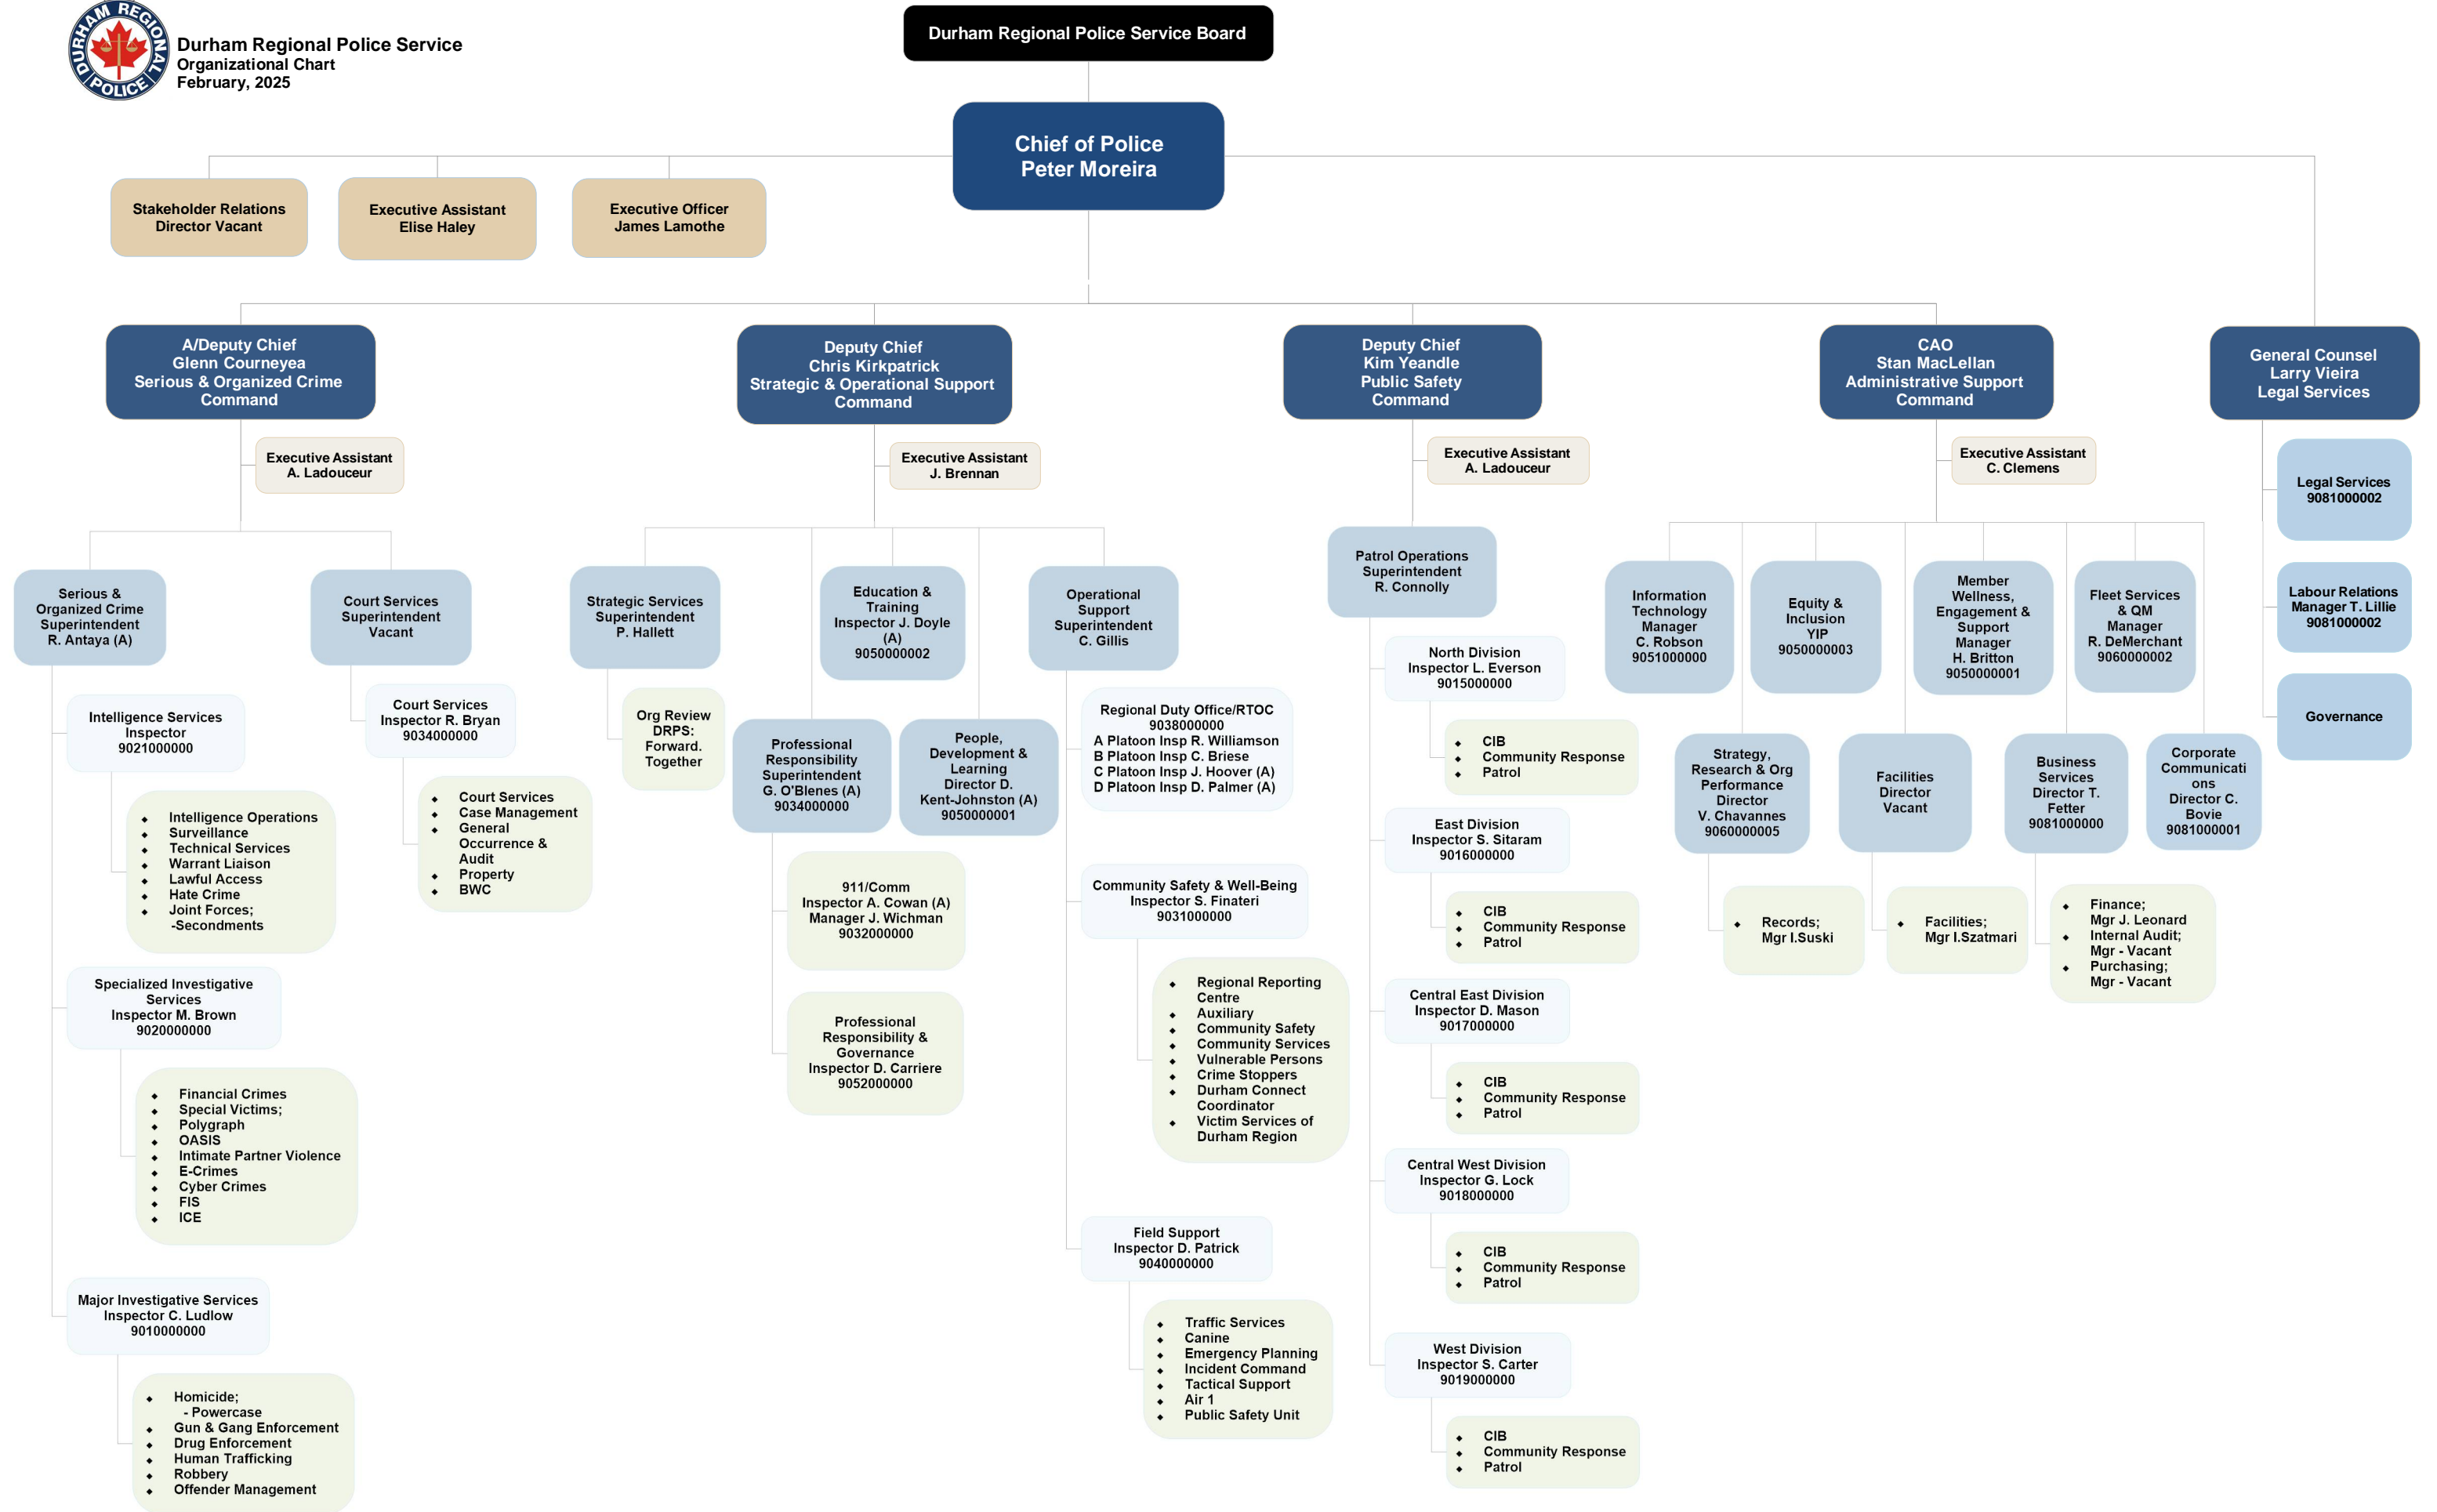 DURHAM REGIONAL
POLICE
Durham Regional Police Service
Organizational Chart
February, 2025
Durham Regional Police Service Board
Chief of Police
Peter Moreira
Stakeholder Relations
Director Vacant
Executive Assistant
Elise Haley
Executive Officer
James Lamothe
A/Deputy Chief
Glenn Courneyea
Serious & Organized Crime
Command
Deputy Chief
Chris Kirkpatrick
Strategic & Operational Support
Command
Deputy Chief
Kim Yeandle
Public Safety
Command
CAO
Stan MacLellan
Administrative Support
Command
General Counsel
Larry Vieira
Legal Services
Executive Assistant
A. Ladouceur
Executive Assistant
J. Brennan
Executive Assistant
A. Ladouceur
Executive Assistant
C. Clemens
Legal Services
9081000002
Labour Relations
Manager T. Lillie
9081000002
Governance
Serious &
Organized Crime
Superintendent
R. Antaya (A)
Court Services
Superintendent
Vacant
Intelligence Services
Inspector
9021000000
♦ Intelligence Operations
♦ Surveillance
♦ Technical Services
♦ Warrant Liaison
♦ Lawful Access
♦ Hate Crime
♦ Joint Forces;
-Secondments
Specialized Investigative
Services
Inspector M. Brown
9020000000
♦ Financial Crimes
♦ Special Victims;
♦ Polygraph
♦ OASIS
♦ Intimate Partner Violence
♦ E-Crimes
♦ Cyber Crimes
♦ FIS
♦ ICE
Major Investigative Services
Inspector C. Ludlow
9010000000
♦ Homicide;
- Powercase
♦ Gun & Gang Enforcement
♦ Drug Enforcement
♦ Human Trafficking
♦ Robbery
♦ Offender Management
Court Services
Inspector R. Bryan
9034000000
♦ Court Services
♦ Case Management
♦ General
Occurrence &
Audit
♦ Property
♦ BWC
Strategic Services
Superintendent
P. Hallett
Org Review
DRPS:
Forward.
Together
Education &
Training
Inspector J. Doyle
(A)
9050000002
Operational
Support
Superintendent
C. Gillis
Professional
Responsibility
Superintendent
G. O'Blenes (A)
9034000000
People,
Development &
Learning
Director D.
Kent-Johnston (A)
9050000001
911/Comm
Inspector A. Cowan (A)
Manager J. Wichman
9032000000
Professional
Responsibility &
Governance
Inspector D. Carriere
9052000000
Regional Duty Office/RTOC
9038000000
A Platoon Insp R. Williamson
B Platoon Insp C. Briese
C Platoon Insp J. Hoover (A)
D Platoon Insp D. Palmer (A)
Community Safety & Well-Being
Inspector S. Finateri
9031000000
♦ Regional Reporting
Centre
♦ Auxiliary
♦ Community Safety
♦ Community Services
♦ Vulnerable Persons
♦ Crime Stoppers
♦ Durham Connect
Coordinator
♦ Victim Services of
Durham Region
Field Support
Inspector D. Patrick
9040000000
♦ Traffic Services
♦ Canine
♦ Emergency Planning
♦ Incident Command
♦ Tactical Support
♦ Air 1
♦ Public Safety Unit
Patrol Operations
Superintendent
R. Connolly
North Division
Inspector L. Everson
9015000000
♦ CIB
♦ Community Response
♦ Patrol
East Division
Inspector S. Sitaram
9016000000
♦ CIB
♦ Community Response
♦ Patrol
Central East Division
Inspector D. Mason
9017000000
♦ CIB
♦ Community Response
♦ Patrol
Central West Division
Inspector G. Lock
9018000000
♦ CIB
♦ Community Response
♦ Patrol
West Division
Inspector S. Carter
9019000000
♦ CIB
♦ Community Response
♦ Patrol
Information
Technology
Manager
C. Robson
9051000000
Equity &
Inclusion
YIP
9050000003
Member
Wellness,
Engagement &
Support
Manager
H. Britton
9050000001
Fleet Services
& QM
Manager
R. DeMerchant
9060000002
Strategy,
Research & Org
Performance
Director
V. Chavannes
9060000005
Facilities
Director
Vacant
Business
Services
Director T.
Fetter
9081000000
Corporate
Communicati
ons
Director C.
Bovie
9081000001
♦ Records;
Mgr I.Suski
♦ Facilities;
Mgr I.Szatmari
♦ Finance;
Mgr J. Leonard
♦ Internal Audit;
Mgr - Vacant
♦ Purchasing;
Mgr - Vacant